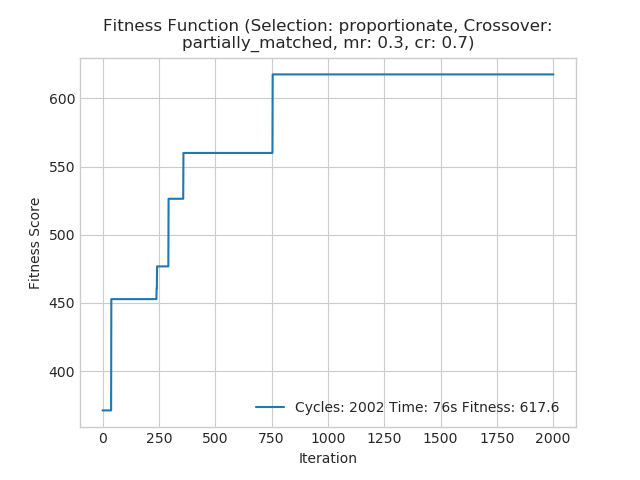 Fitness Function (Selection: proportionate, Crossover:
partially_matched, mr: 0.3, cr: 0.7)
600
550
500
450
400
Fitness Score
Cycles: 2002 Time: 76s Fitness: 617.6
0 250 500 750 1000 1250 1500 1750 2000
Iteration